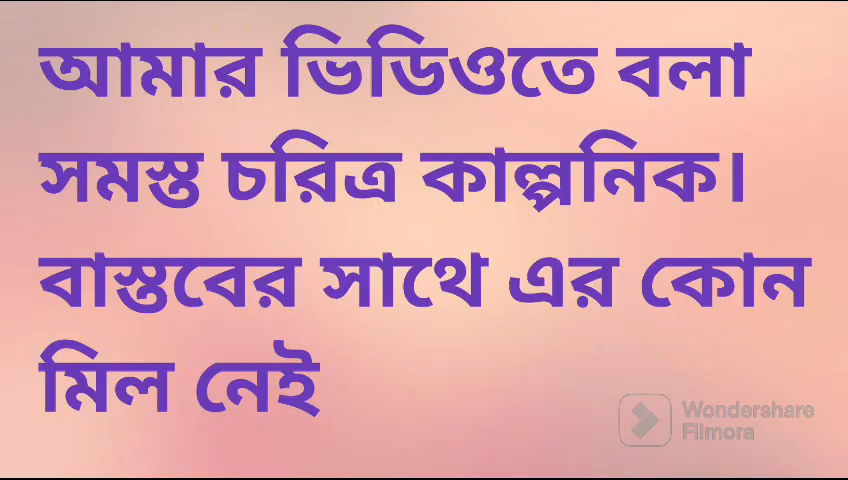 আমার ভিডিওতে বলা
সমস্ত চরিত্র কাল্পনিক।
বাস্তবের সাথে এর কোন
মিল নেই
Wondershare
Filmora